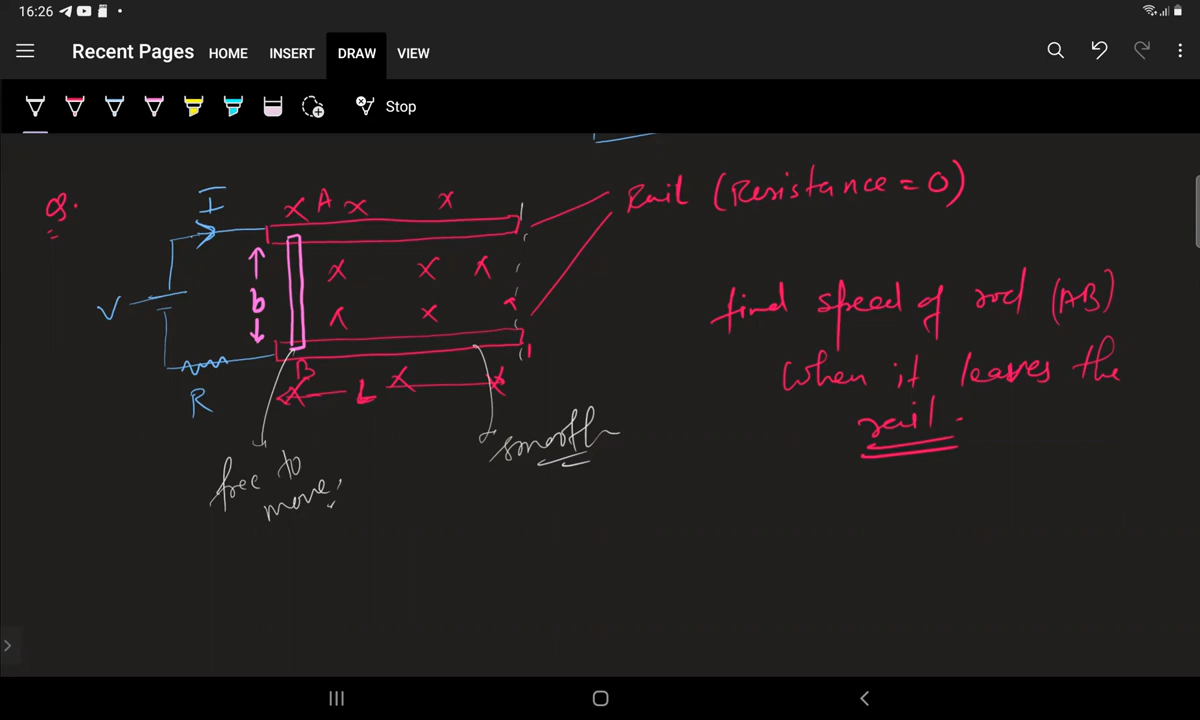 16:26
Recent Pages HOME INSERT DRAW VIEW
Stop
Q.
I
A
Rail (Resistance = 0)
V
b
find speed of rod (AB)
when it leaves the
rail.
B
L
R
smooth
free to
move